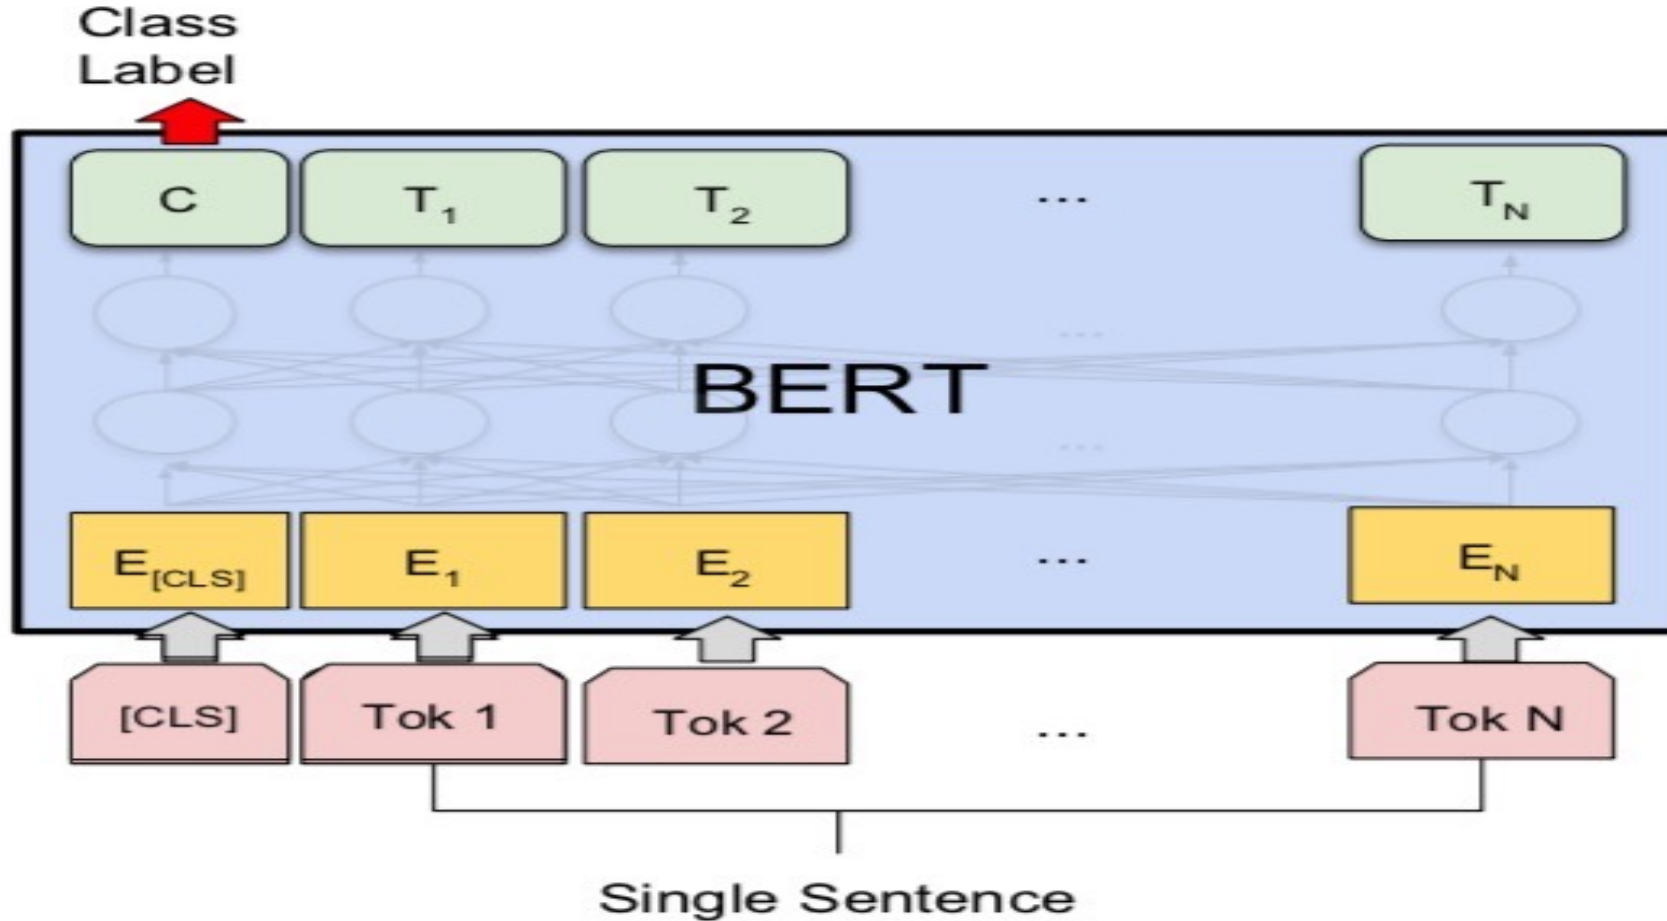 Class
Label
C T1 T2 ... TN
...
BERT
...
E[CLS] E1 E2 ... EN
[CLS] Tok 1 Tok 2 ... Tok N
Single Sentence